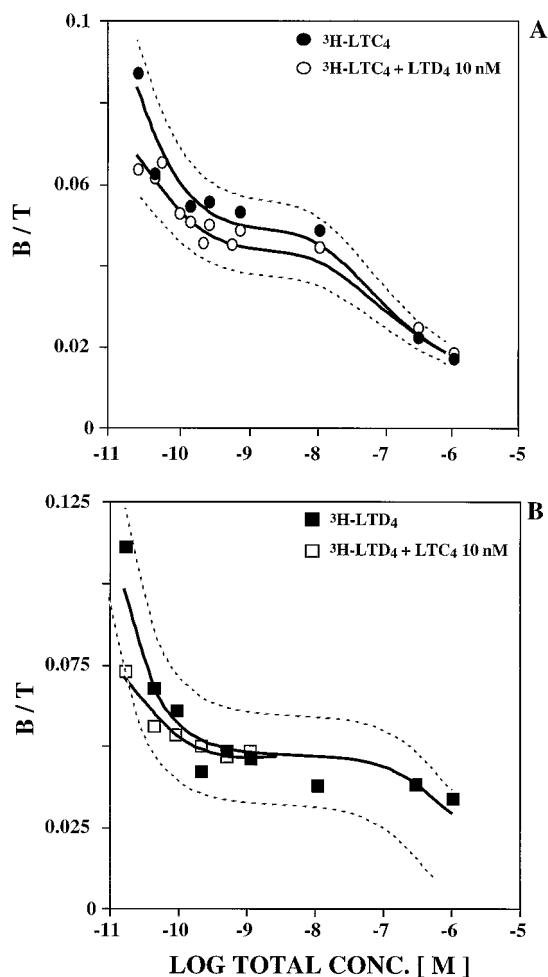 0.1
A
³H-LTC₄
³H-LTC₄ + LTD₄ 10 nM
0.06
B / T
0.02
0
-11 -10 -9 -8 -7 -6 -5
0.125
B
³H-LTD₄
³H-LTD₄ + LTC₄ 10 nM
0.075
B / T
0.025
0
-11 -10 -9 -8 -7 -6 -5
LOG TOTAL CONC. [ M ]